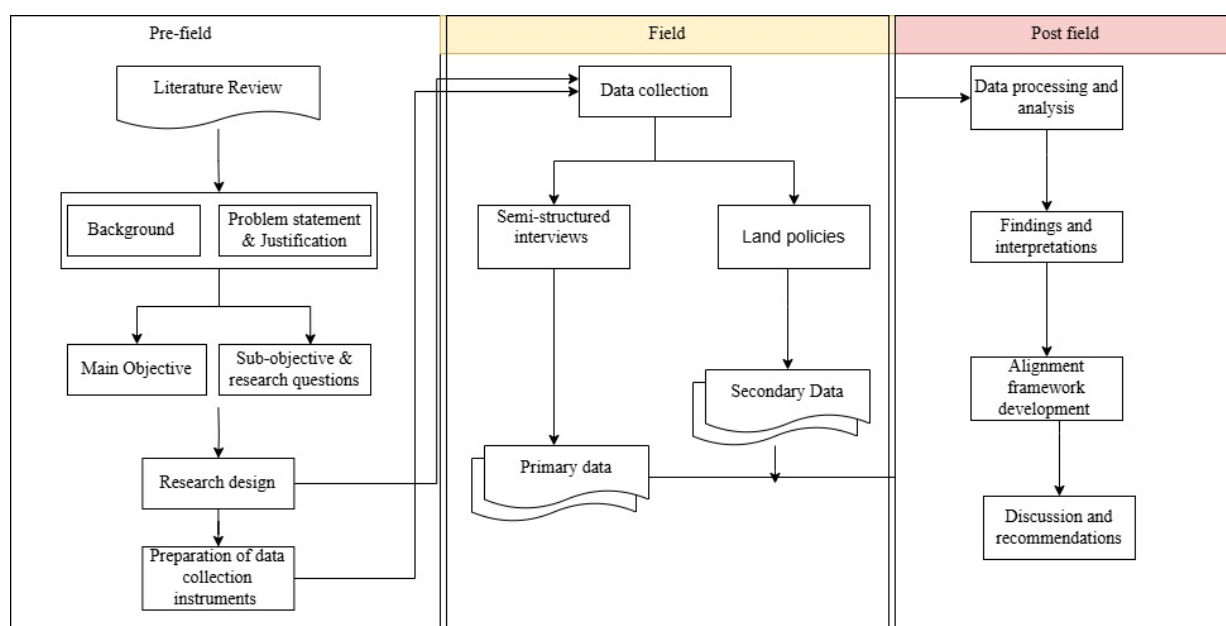 Pre-field
Literature Review
Background
Problem statement
& Justification
Main Objective
Sub-objective &
research questions
Research design
Preparation of data
collection
instruments
Field
Data collection
Semi-structured
interviews
Land policies
Secondary Data
Primary data
Post field
Data processing and
analysis
Findings and
interpretations
Alignment
framework
development
Discussion and
recommendations